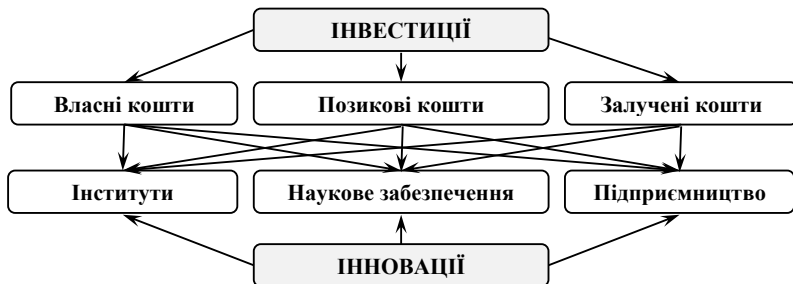 ІНВЕСТИЦІЇ
Власні кошти
Позикові кошти
Залучені кошти
Інститути
Наукове забезпечення
Підприємництво
ІННОВАЦІЇ